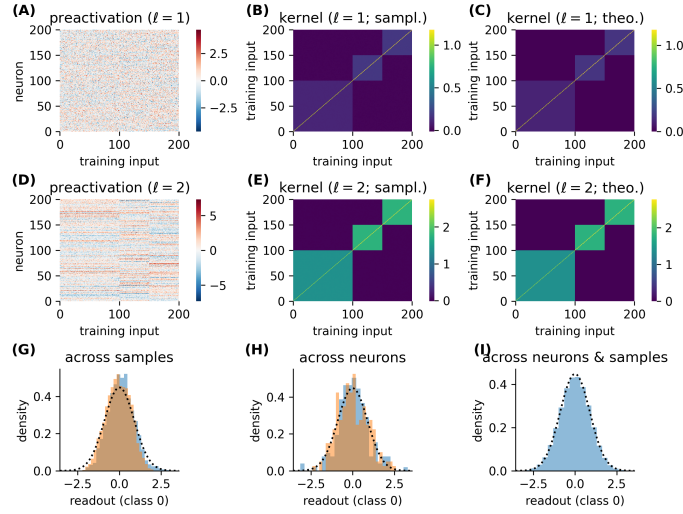 (A) preactivation (ℓ = 1)
200
150
100
50
0
neuron
0 100 200
training input
2.5
0.0
−2.5
(B) kernel (ℓ = 1; sampl.)
200
150
100
50
0
training input
0 100 200
training input
1.0
0.5
0.0
(C) kernel (ℓ = 1; theo.)
200
150
100
50
0
training input
0 100 200
training input
1.0
0.5
0.0
(D) preactivation (ℓ = 2)
200
150
100
50
0
neuron
0 100 200
training input
5
0
−5
(E) kernel (ℓ = 2; sampl.)
200
150
100
50
0
training input
0 100 200
training input
2
1
0
(F) kernel (ℓ = 2; theo.)
200
150
100
50
0
training input
0 100 200
training input
2
1
0
(G) across samples
0.4
0.2
0.0
density
−2.5 0.0 2.5
readout (class 0)
(H) across neurons
0.4
0.2
0.0
density
−2.5 0.0 2.5
readout (class 0)
(I) across neurons & samples
0.4
0.2
0.0
density
−2.5 0.0 2.5
readout (class 0)